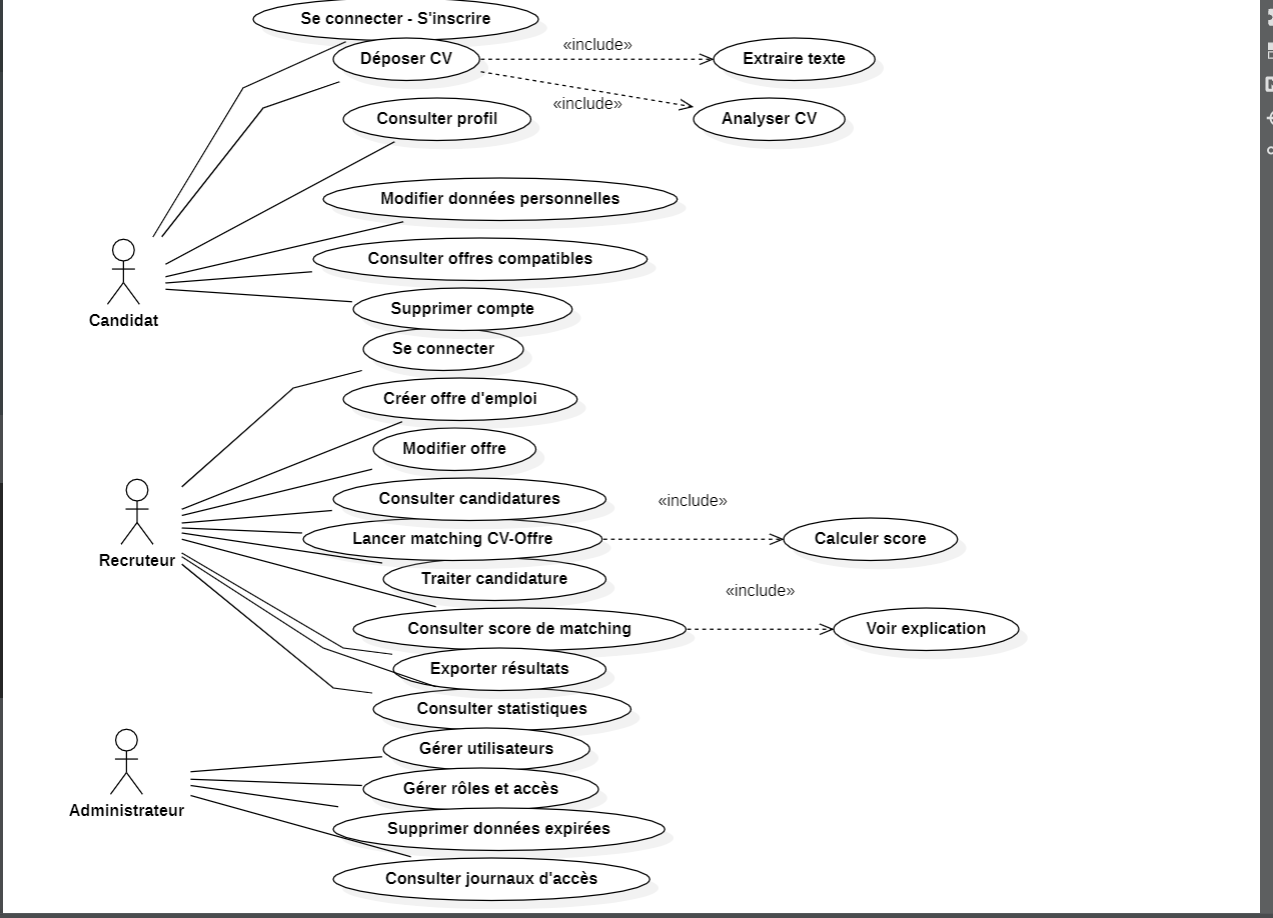 Se connecter - S'inscrire
«include»
Déposer CV
Extraire texte
«include»
Consulter profil
Analyser CV
Modifier données personnelles
Consulter offres compatibles
Supprimer compte
Candidat
Se connecter
Créer offre d'emploi
Modifier offre
Consulter candidatures
«include»
Lancer matching CV-Offre
Calculer score
Recruteur
Traiter candidature
«include»
Consulter score de matching
Voir explication
Exporter résultats
Consulter statistiques
Gérer utilisateurs
Gérer rôles et accès
Administrateur
Supprimer données expirées
Consulter journaux d'accès